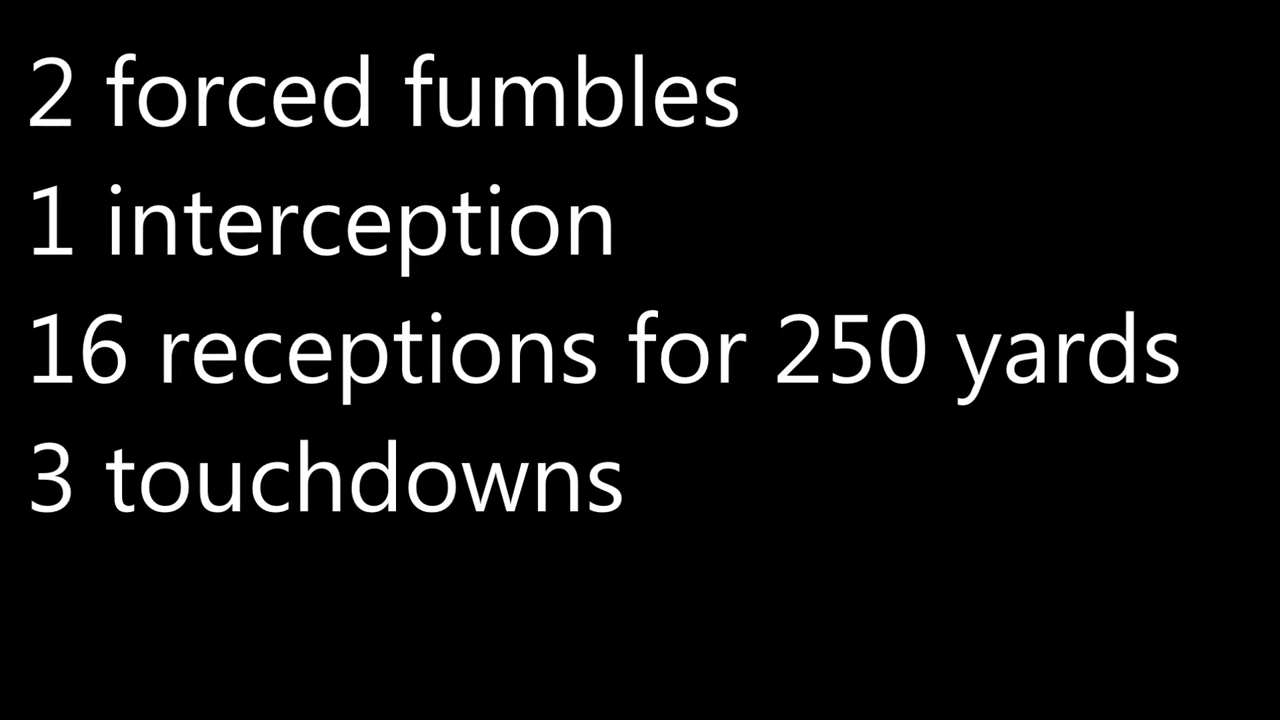 2 forced fumbles
1 interception
16 receptions for 250 yards
3 touchdowns